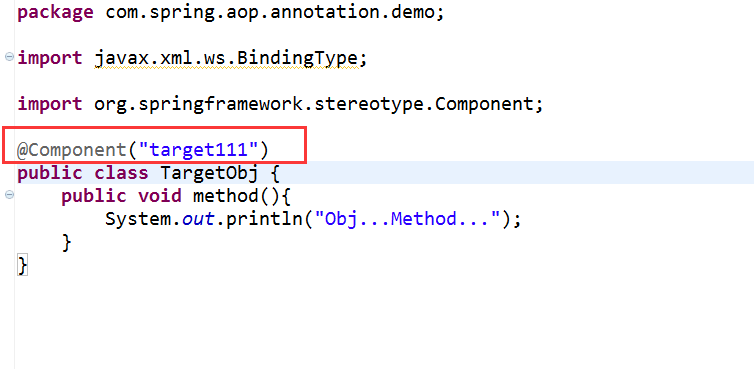 package com.spring.aop.annotation.demo;
import javax.xml.ws.BindingType;
import org.springframework.stereotype.Component;
@Component("target111")
public class TargetObj {
public void method(){
System.out.println("Obj...Method...");
}
}